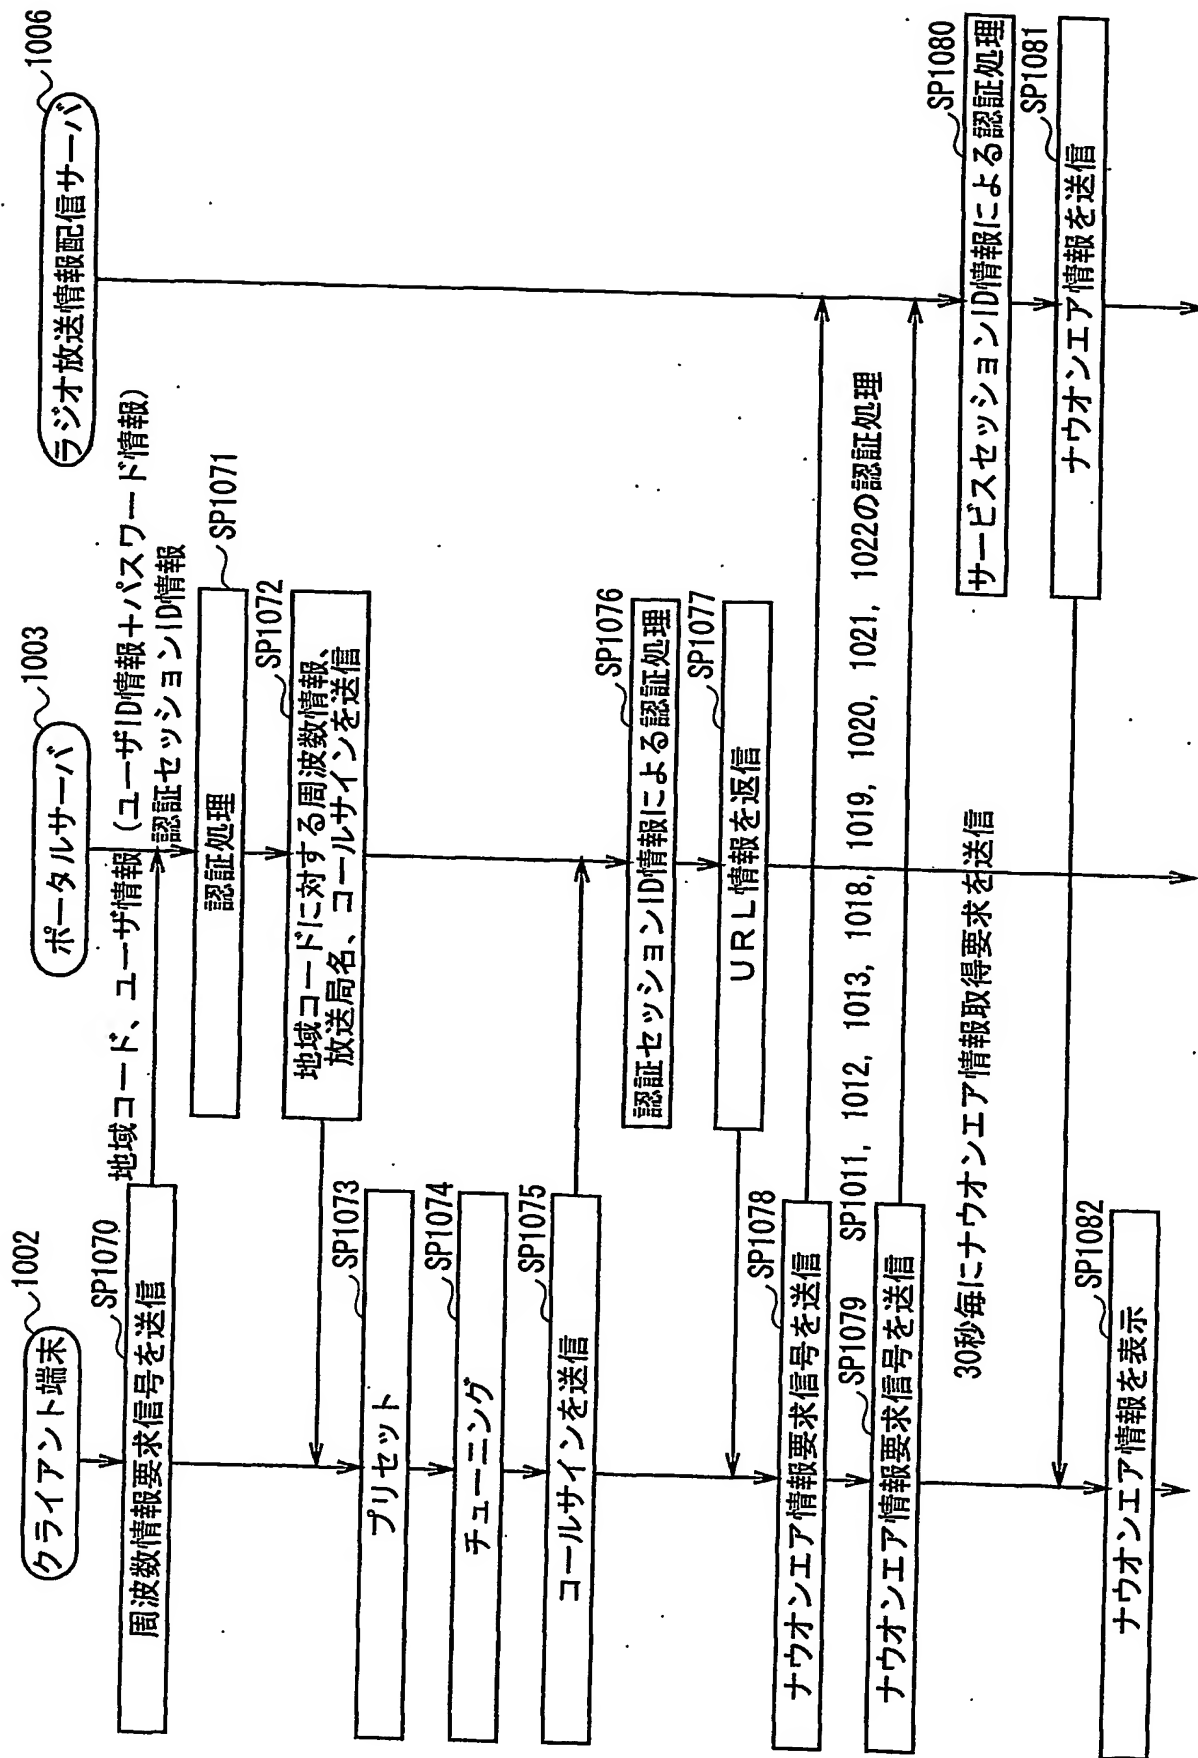 クライアント端末
1002
ポータルサーバ
1003
ラジオ放送情報配信サーバ
1006
SP1070
周波数情報要求信号を送信
地域コード、ユーザ情報（ユーザID情報＋パスワード情報）
認証セッションID情報
SP1071
認証処理
SP1072
地域コードに対する周波数情報、
放送局名、コールサインを送信
SP1073
プリセット
SP1074
チューニング
SP1075
コールサインを送信
SP1076
認証セッションID情報による認証処理
SP1077
URL情報を返信
SP1078
ナウオンエア情報要求信号を送信
SP1079
SP1011, 1012, 1013, 1018, 1019, 1020, 1021, 1022の認証処理
ナウオンエア情報要求信号を送信
SP1080
サービスセッションID情報による認証処理
30秒毎にナウオンエア情報取得要求を送信
SP1081
ナウオンエア情報を送信
SP1082
ナウオンエア情報を表示